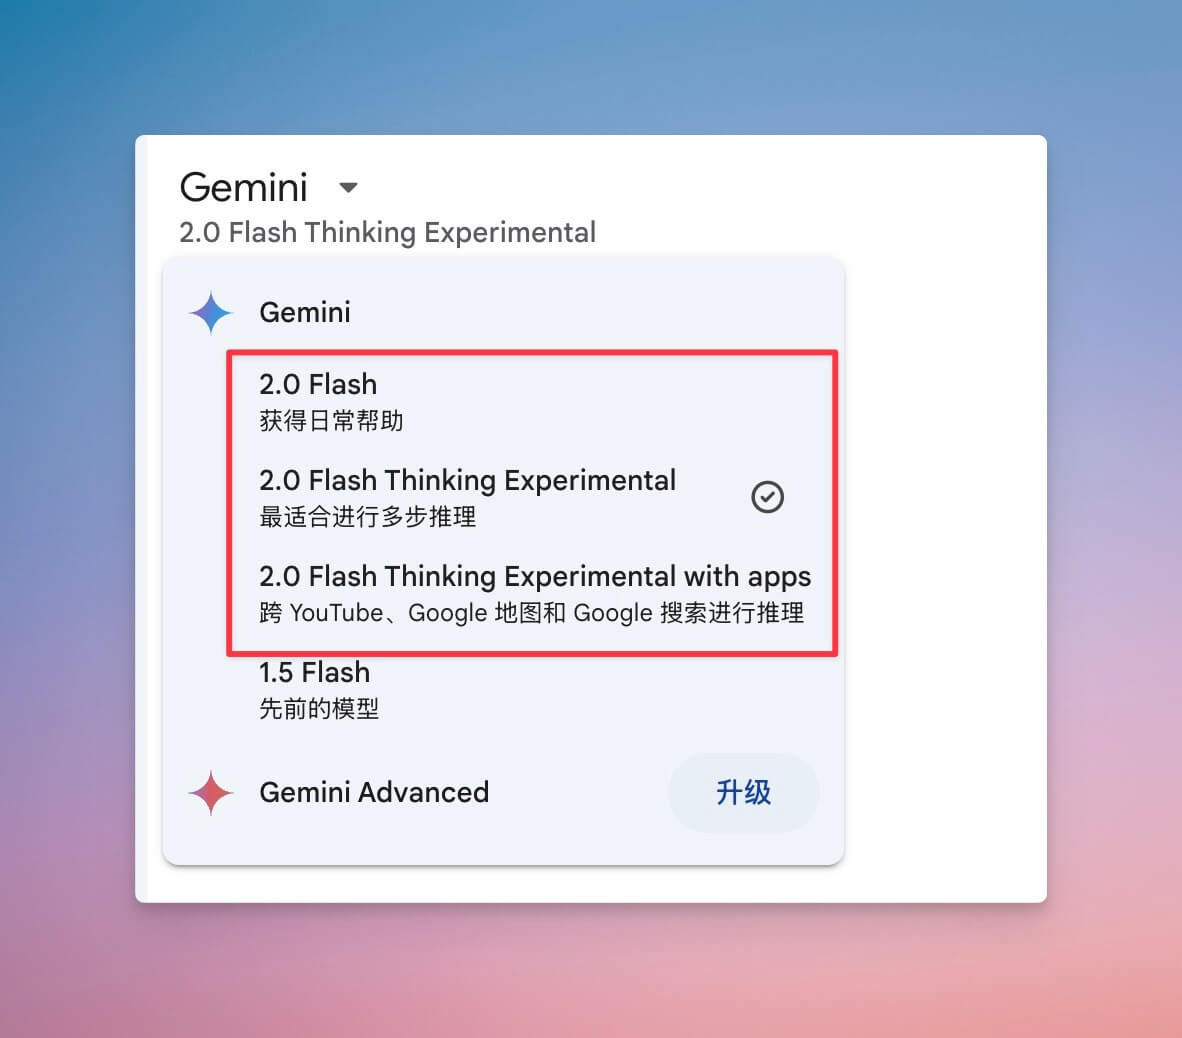 Gemini
2.0 Flash Thinking Experimental
Gemini
2.0 Flash
获得日常帮助
2.0 Flash Thinking Experimental
最适合进行多步推理
2.0 Flash Thinking Experimental with apps
跨 YouTube、Google 地图和 Google 搜索进行推理
1.5 Flash
先前的模型
Gemini Advanced
升级